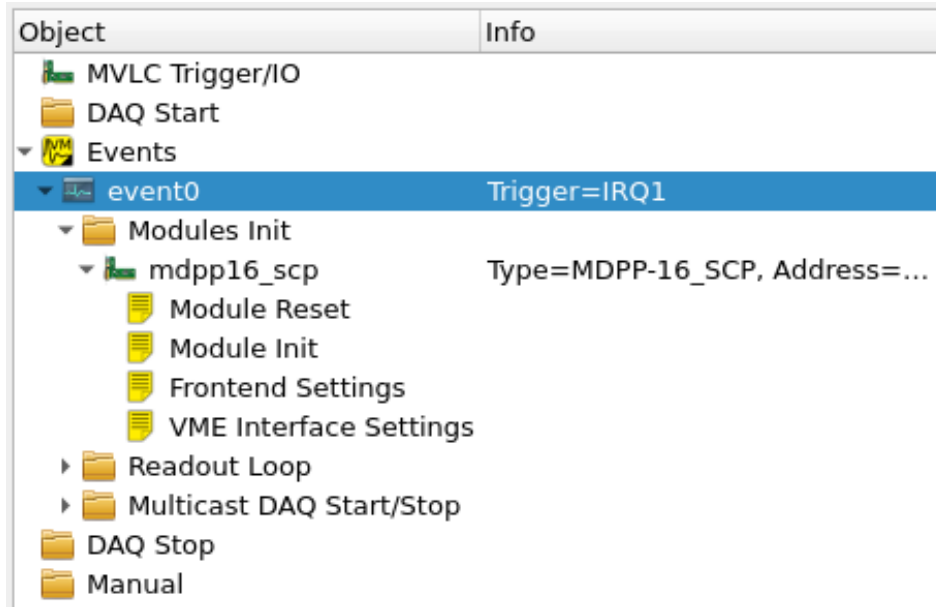 Object Info
MVLC Trigger/IO
DAQ Start
Events
event0 Trigger=IRQ1
Modules Init
mdpp16_scp Type=MDPP-16_SCP, Address=...
Module Reset
Module Init
Frontend Settings
VME Interface Settings
Readout Loop
Multicast DAQ Start/Stop
DAQ Stop
Manual